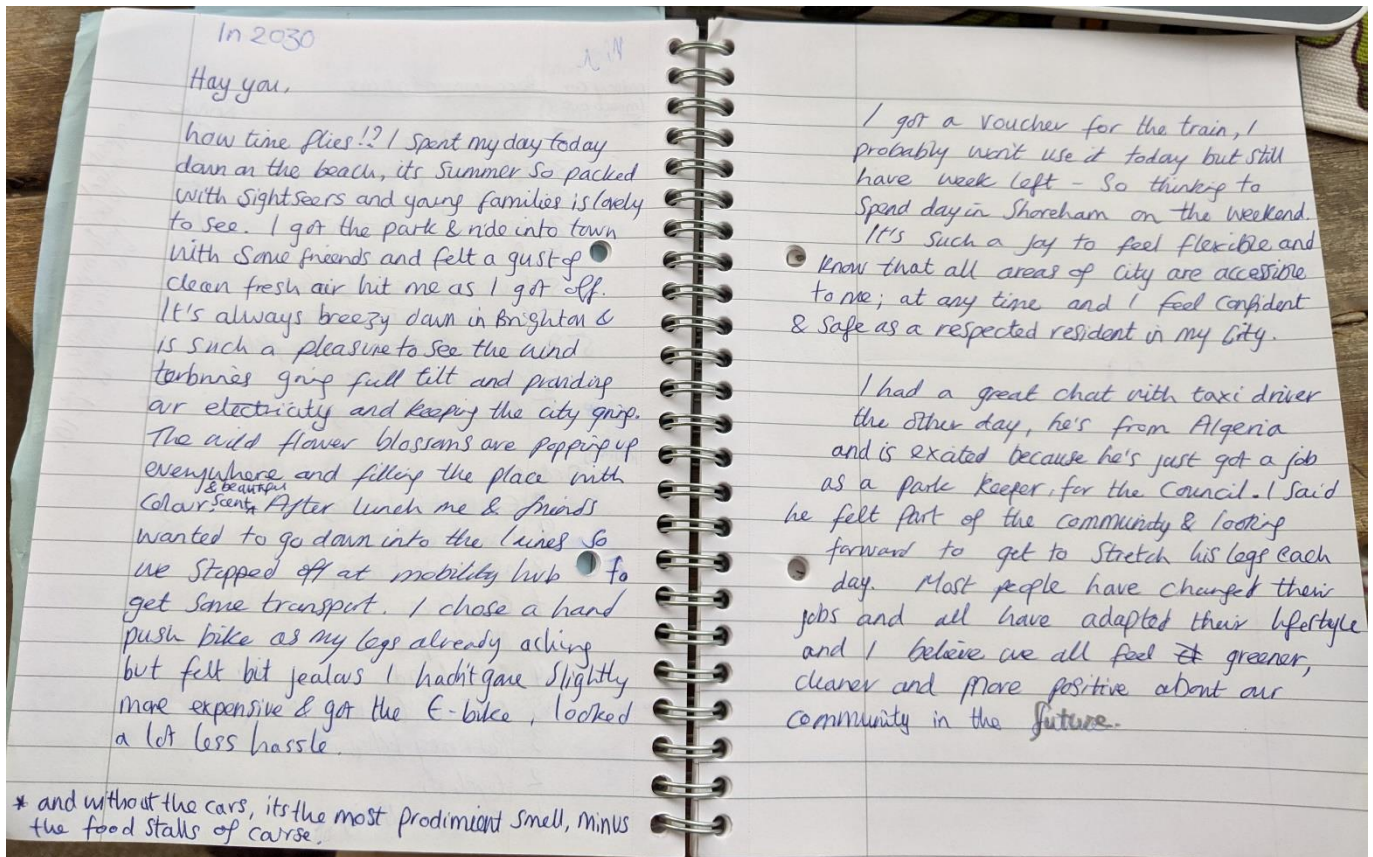 In 2030
Hay you,
how time flies!? I spent my day today
down on the beach, its summer so packed
with sightseers and young families is lovely
to see. I got the park & ride into town
with some friends and felt a gust of
clean fresh air hit me as I got off.
It's always breezy down in Brighton &
is such a pleasure to see the wind
turbnies going full tilt and providing
our electricity and keeping the city going.
The wild flower blossoms are popping up
everywhere and filling the place with
& beautiful
colour scent* After lunch me & friends
wanted to go down into the laines so
we stepped off at mobility hub to
get some transport. I chose a hand
push bike as my legs already aching
but felt bit jealous I hadn't gone slightly
more expensive & got the E-bike, looked
a lot less hassle.
* and without the cars, its the most prodimient smell, minus
the food stalls of course.
I got a voucher for the train, I
probably won't use it today but still
have week left - so thinking to
spend day in Shoreham on the weekend.
It's such a joy to feel flexible and
know that all areas of city are accessible
to me; at any time and I feel confident
& safe as a respected resident in my city.
I had a great chat with taxi driver
the other day, he's from Algeria
and is exited because he's just got a job
as a park keeper, for the council. I said
he felt part of the community & looking
forward to get to stretch his legs each
day. Most people have changed their
jobs and all have adapted their lifestyle
and I believe we all feel greener,
cleaner and more positive about our
community in the future.